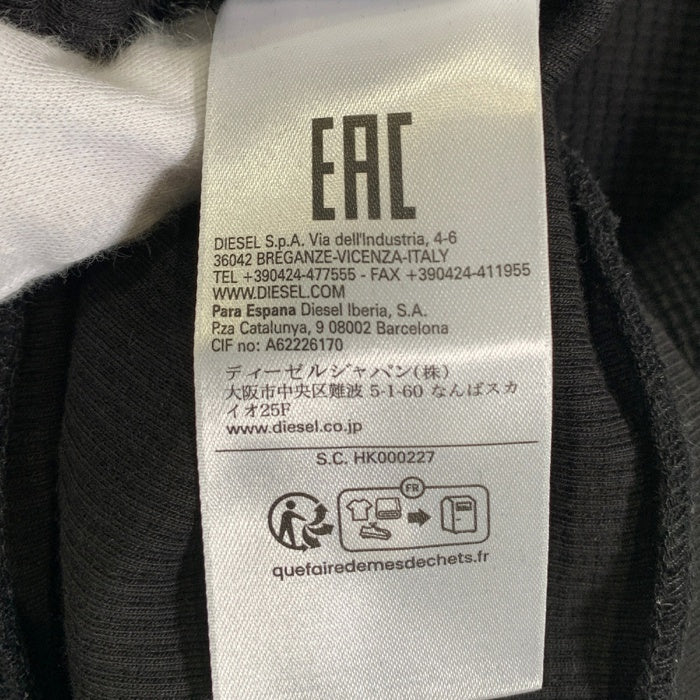 EAC
DIESEL S.p.A. Via dell'Industria, 4-6
36042 BREGANZE-VICENZA-ITALY
TEL +390424-477555 - FAX +390424-411955
WWW.DIESEL.COM
Para Espana Diesel Iberia, S.A.
P.za Catalunya, 9 08002 Barcelona
CIF no: A62226170
ディーゼルジャパン(株)
大阪市中央区難波 5-1-60 なんばスカ
イオ25F
www.diesel.co.jp
S.C. HK000227
FR
quefairedemesdechets.fr